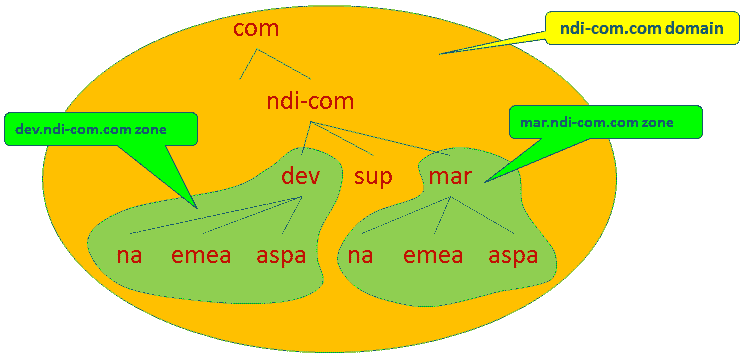 com
ndi-com.com domain
ndi-com
dev.ndi-com.com zone
mar.ndi-com.com zone
dev sup mar
na emea aspa na emea aspa